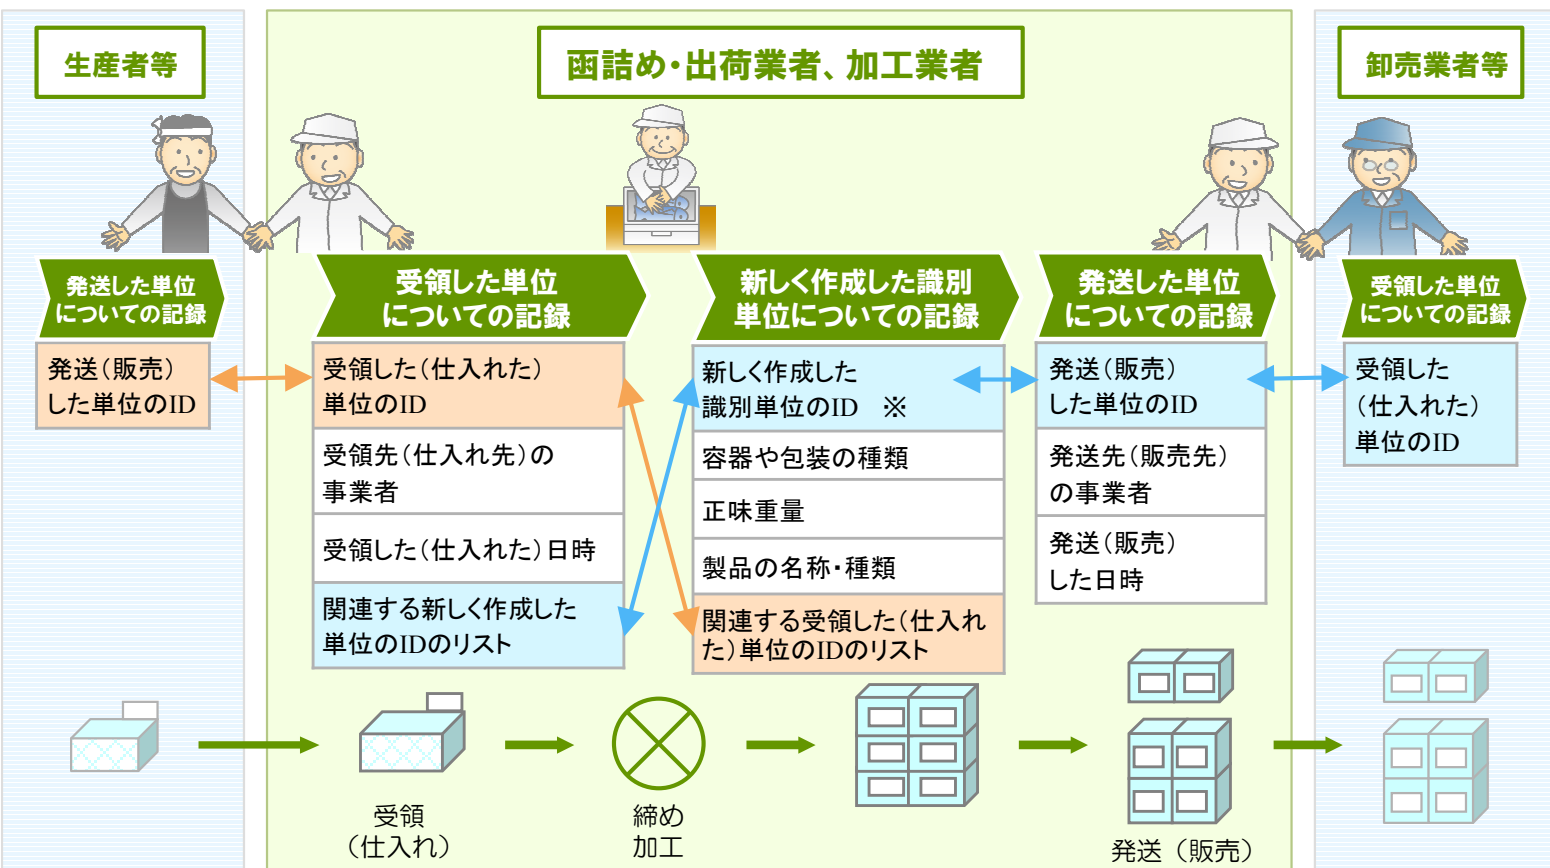 生産者等
函詰め・出荷業者、加工業者
卸売業者等
発送した単位
についての記録
受領した単位
についての記録
新しく作成した識別
単位についての記録
発送した単位
についての記録
受領した単位
についての記録
発送（販売）
した単位のID
受領した（仕入れた）
単位のID
受領先（仕入れ先）の
事業者
受領した（仕入れた）日時
関連する新しく作成した
単位のIDのリスト
新しく作成した
識別単位のID　※
容器や包装の種類
正味重量
製品の名称・種類
関連する受領した（仕入れ
た）単位のIDのリスト
発送（販売）
した単位のID
発送先（販売先）
の事業者
発送（販売）
した日時
受領した
（仕入れた）
単位のID
受領
（仕入れ）
締め
加工
発送（販売）